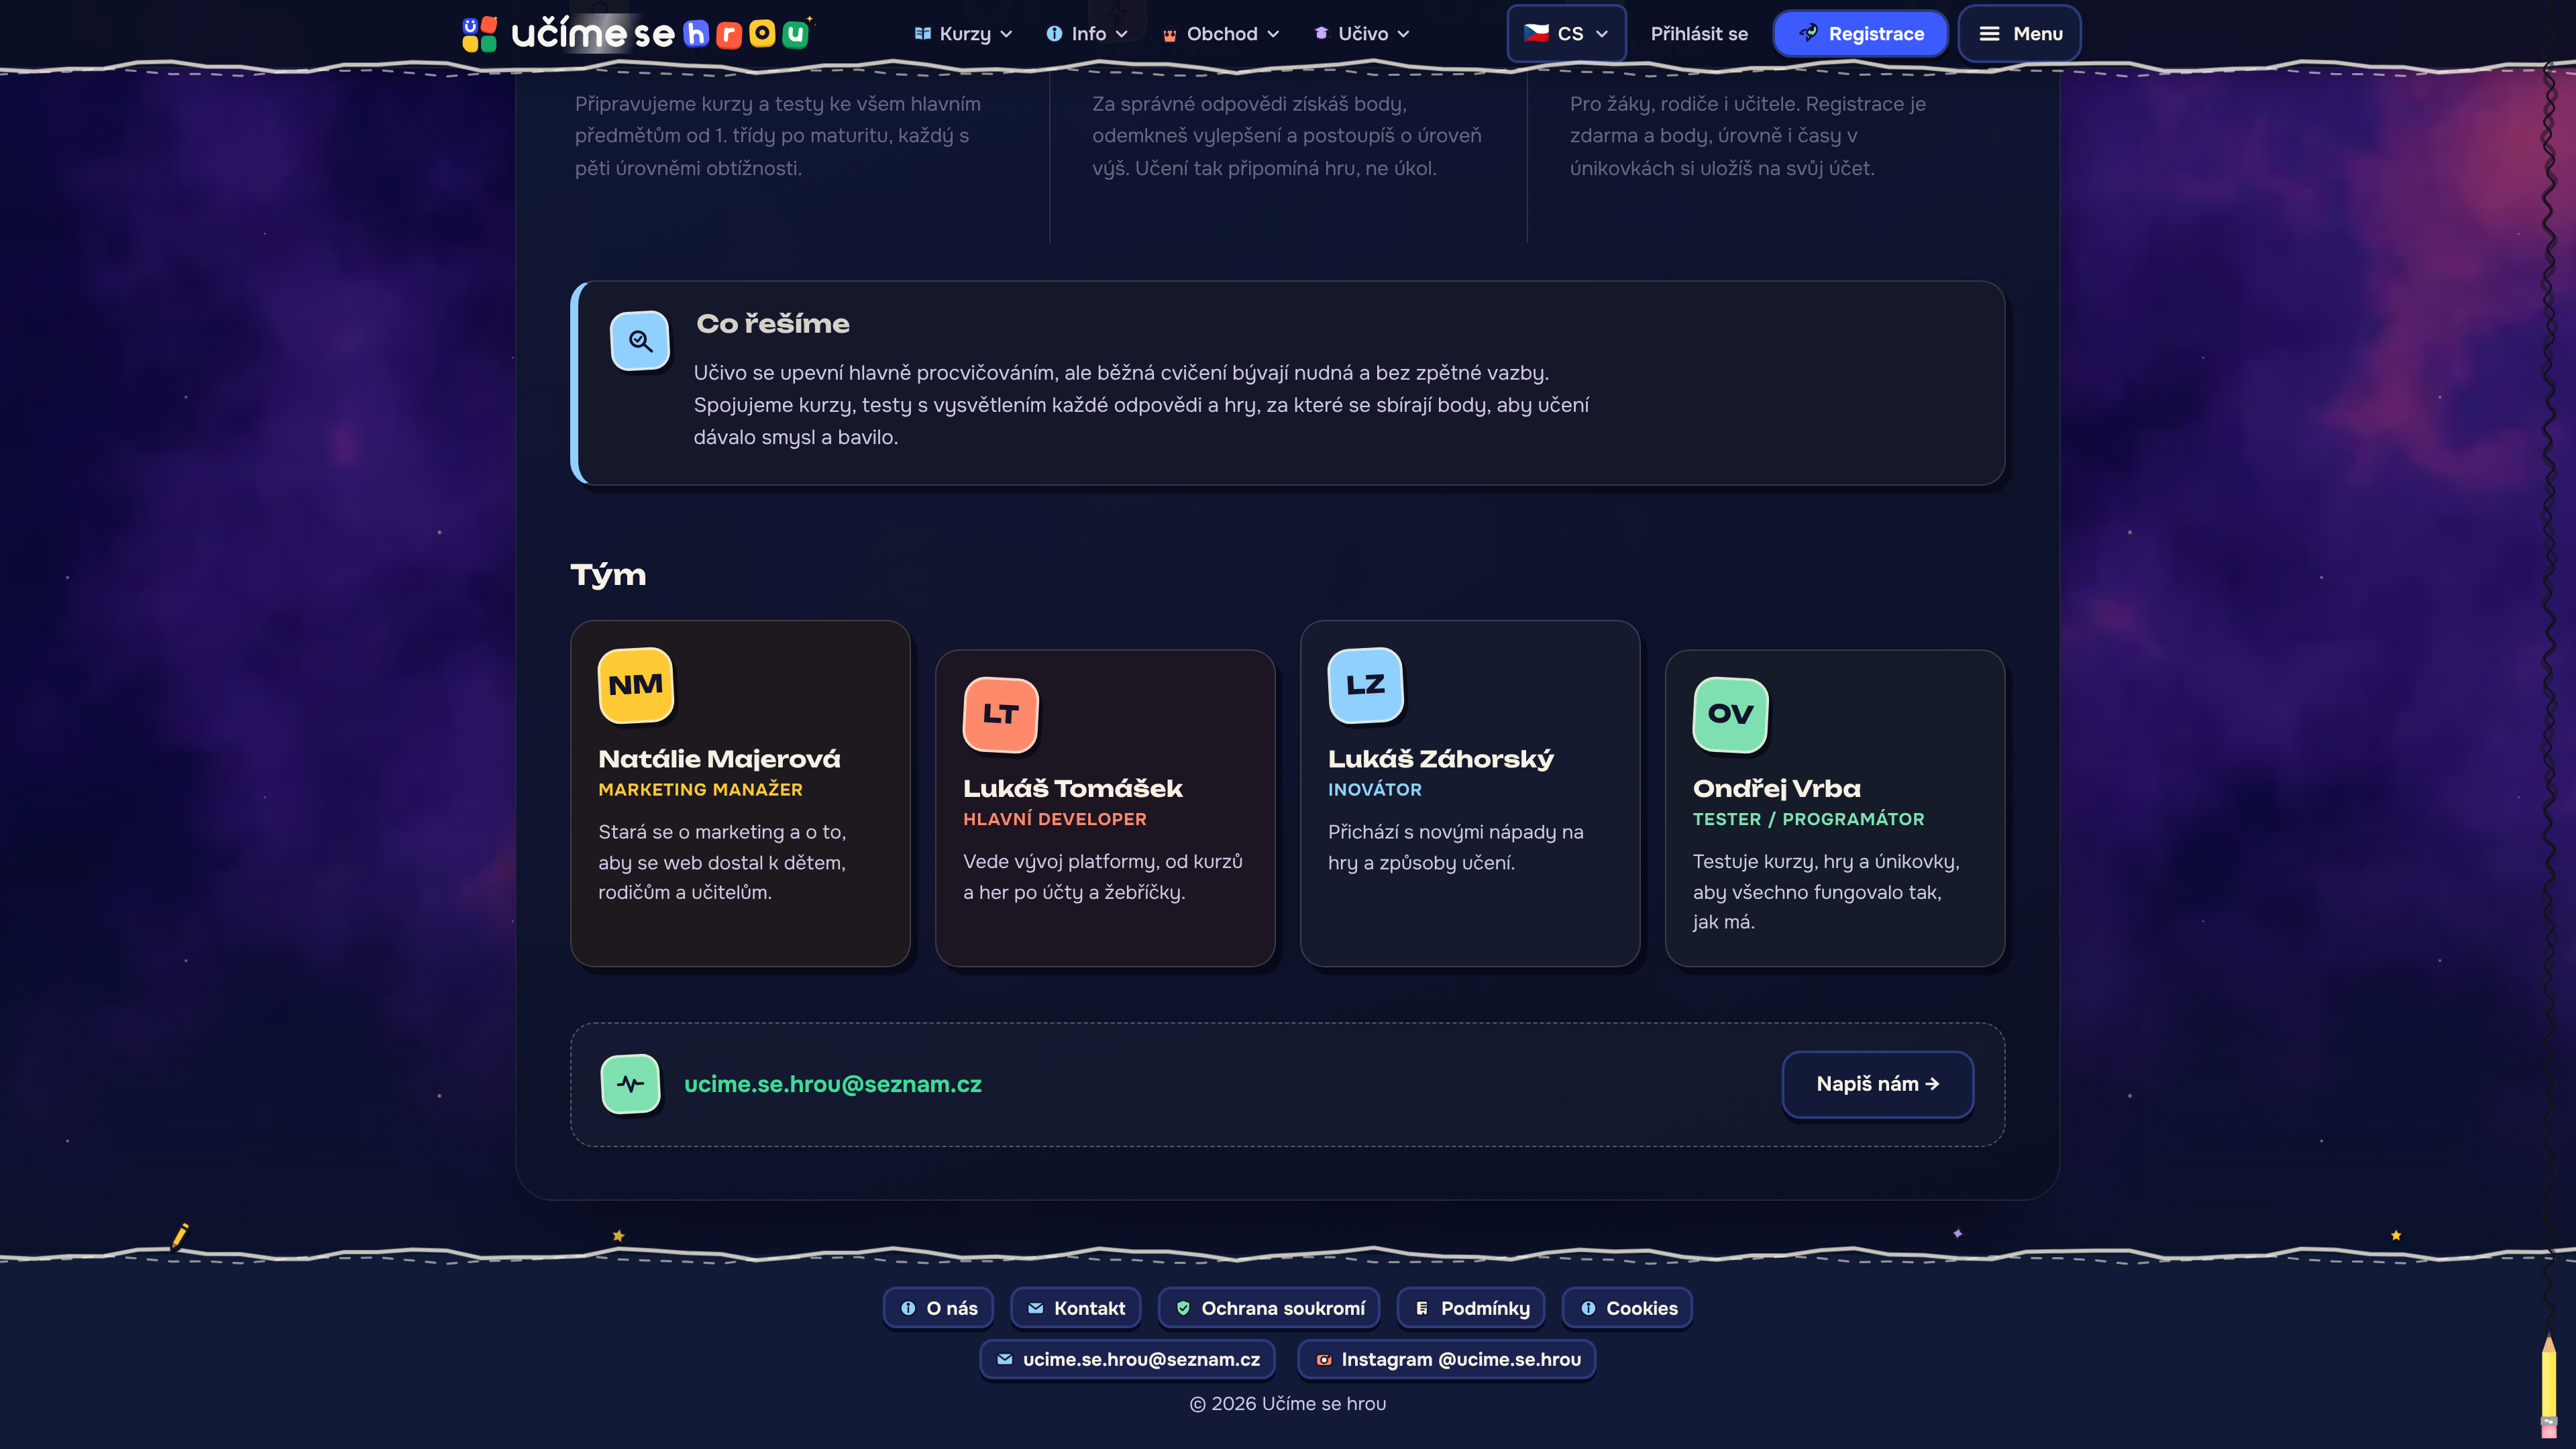 učíme se hrou
Kurzy
Info
Obchod
Učivo
CS
Přihlásit se
Registrace
Menu
Připravujeme kurzy a testy ke všem hlavním
předmětům od 1. třídy po maturitu, každý s
pěti úrovněmi obtížnosti.
Za správné odpovědi získáš body,
odemkneš vylepšení a postoupíš o úroveň
výš. Učení tak připomíná hru, ne úkol.
Pro žáky, rodiče i učitele. Registrace je
zdarma a body, úrovně i časy v
únikovkách si uložíš na svůj účet.
Co řešíme
Učivo se upevní hlavně procvičováním, ale běžná cvičení bývají nudná a bez zpětné vazby.
Spojujeme kurzy, testy s vysvětlením každé odpovědi a hry, za které se sbírají body, aby učení
dávalo smysl a bavilo.
Tým
NM
Natálie Majerová
MARKETING MANAŽER
Stará se o marketing a o to,
aby se web dostal k dětem,
rodičům a učitelům.
LT
Lukáš Tomášek
HLAVNÍ DEVELOPER
Vede vývoj platformy, od kurzů
a her po účty a žebříčky.
LZ
Lukáš Záhorský
INOVÁTOR
Přichází s novými nápady na
hry a způsoby učení.
OV
Ondřej Vrba
TESTER / PROGRAMÁTOR
Testuje kurzy, hry a únikovky,
aby všechno fungovalo tak,
jak má.
ucime.se.hrou@seznam.cz
Napiš nám →
O nás
Kontakt
Ochrana soukromí
Podmínky
Cookies
ucime.se.hrou@seznam.cz
Instagram @ucime.se.hrou
© 2026 Učíme se hrou